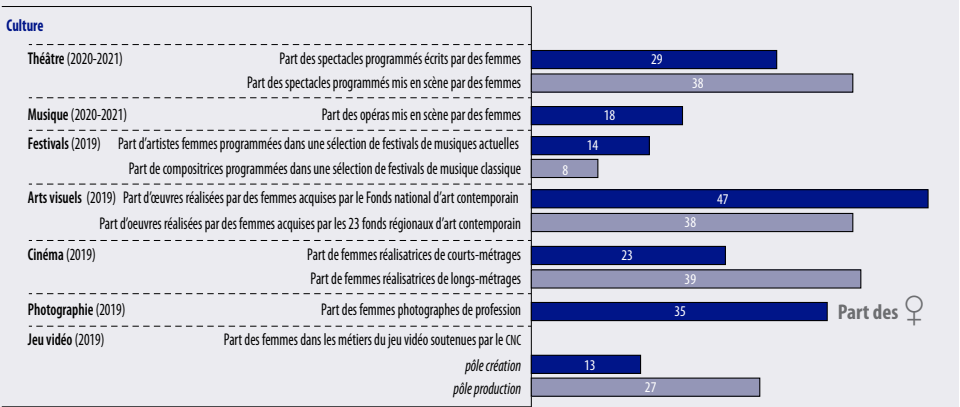 Culture
Théâtre (2020-2021) Part des spectacles programmés écrits par des femmes 29
Part des spectacles programmés mis en scène par des femmes 38
Musique (2020-2021) Part des opéras mis en scène par des femmes 18
Festivals (2019) Part d'artistes femmes programmées dans une sélection de festivals de musiques actuelles 14
Part de compositrices programmées dans une sélection de festivals de musique classique 8
Arts visuels (2019) Part d'œuvres réalisées par des femmes acquises par le Fonds national d'art contemporain 47
Part d'oeuvres réalisées par des femmes acquises par les 23 fonds régionaux d'art contemporain 38
Cinéma (2019) Part de femmes réalisatrices de courts-métrages 23
Part de femmes réalisatrices de longs-métrages 39
Photographie (2019) Part des femmes photographes de profession 35 Part des ♀
Jeu vidéo (2019) Part des femmes dans les métiers du jeu vidéo soutenues par le CNC
pôle création 13
pôle production 27